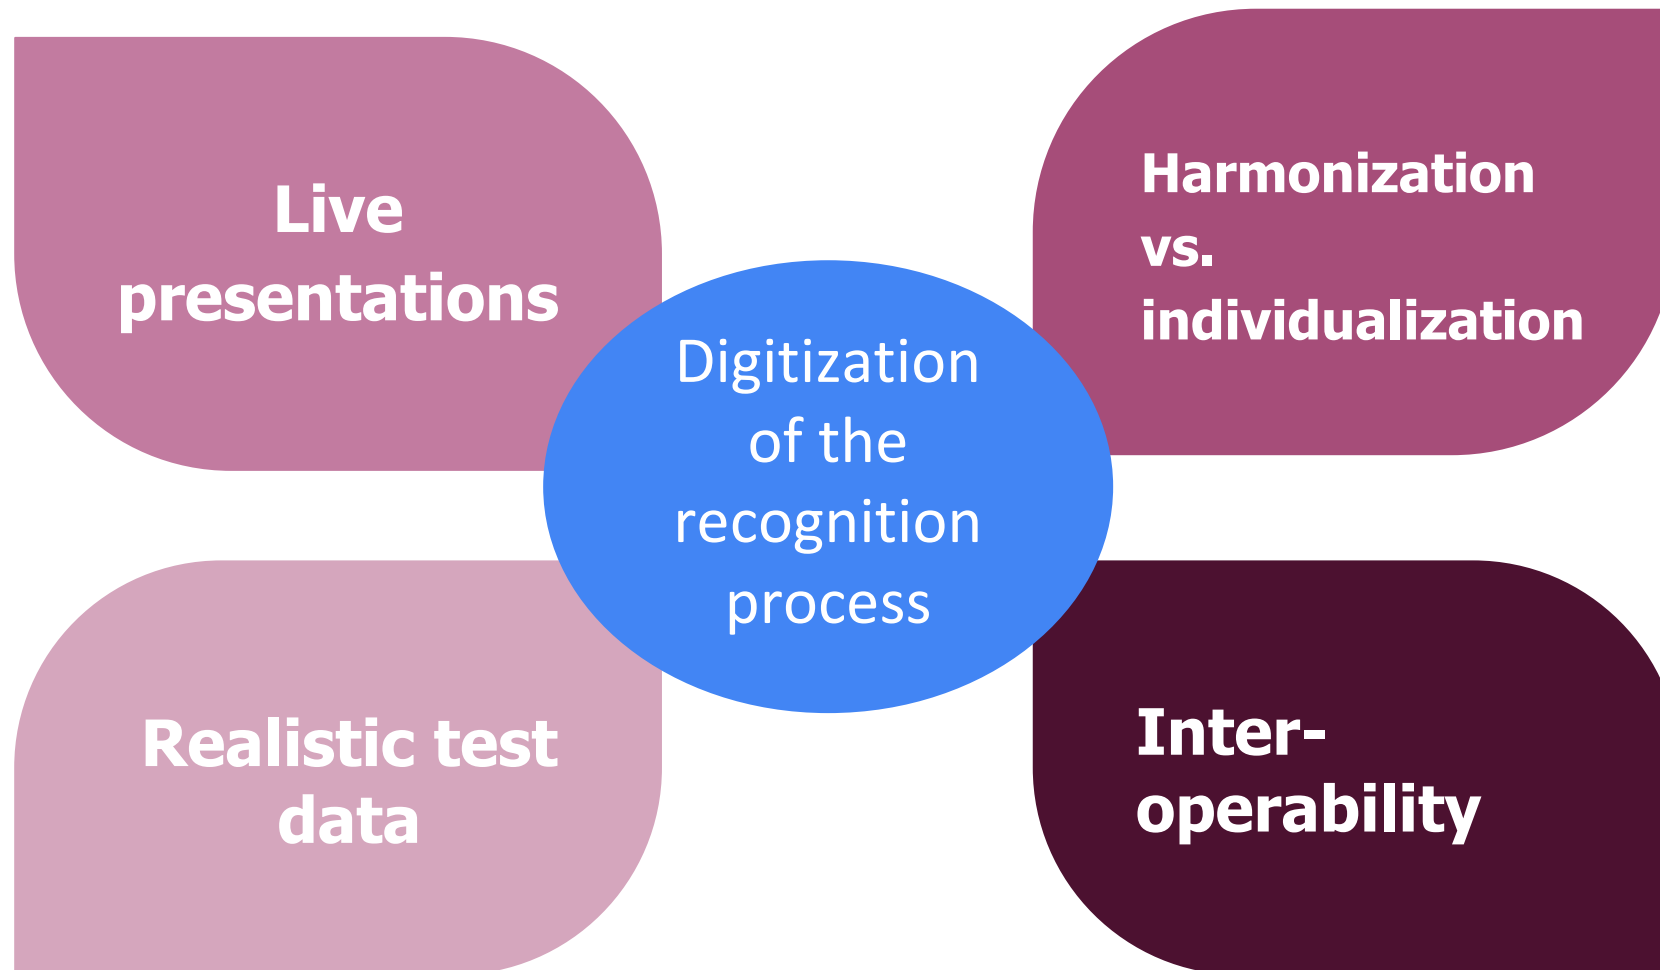 Live
presentations
Harmonization
vs.
individualization
Digitization
of the
recognition
process
Realistic test
data
Inter-
operability